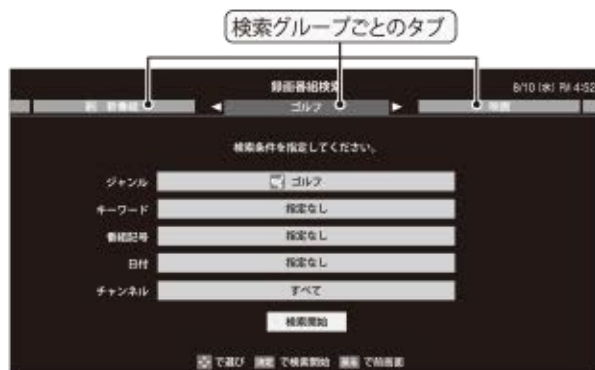 検索グループごとのタブ
録画番組検索
8/10 (水) PM 4:52
新番組
ゴルフ
映画
検索条件を指定してください。
ジャンル ゴルフ
キーワード 指定なし
番組記号 指定なし
日付 指定なし
チャンネル すべて
検索開始
で選び 決定 で検索開始 戻る で前画面